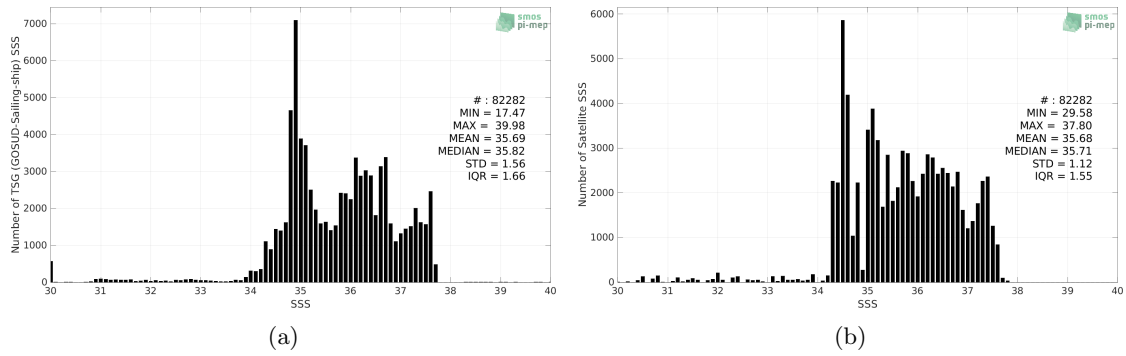 Number of TSG (GOSUD-Sailing-ship) SSS
7000
6000
5000
4000
3000
2000
1000
0
30 31 32 33 34 35 36 37 38 39 40
SSS
smos
pi-mep
# : 82282
MIN = 17.47
MAX = 39.98
MEAN = 35.69
MEDIAN = 35.82
STD = 1.56
IQR = 1.66
(a)
Number of Satellite SSS
6000
5000
4000
3000
2000
1000
0
30 31 32 33 34 35 36 37 38 39 40
SSS
smos
pi-mep
# : 82282
MIN = 29.58
MAX = 37.80
MEAN = 35.68
MEDIAN = 35.71
STD = 1.12
IQR = 1.55
(b)